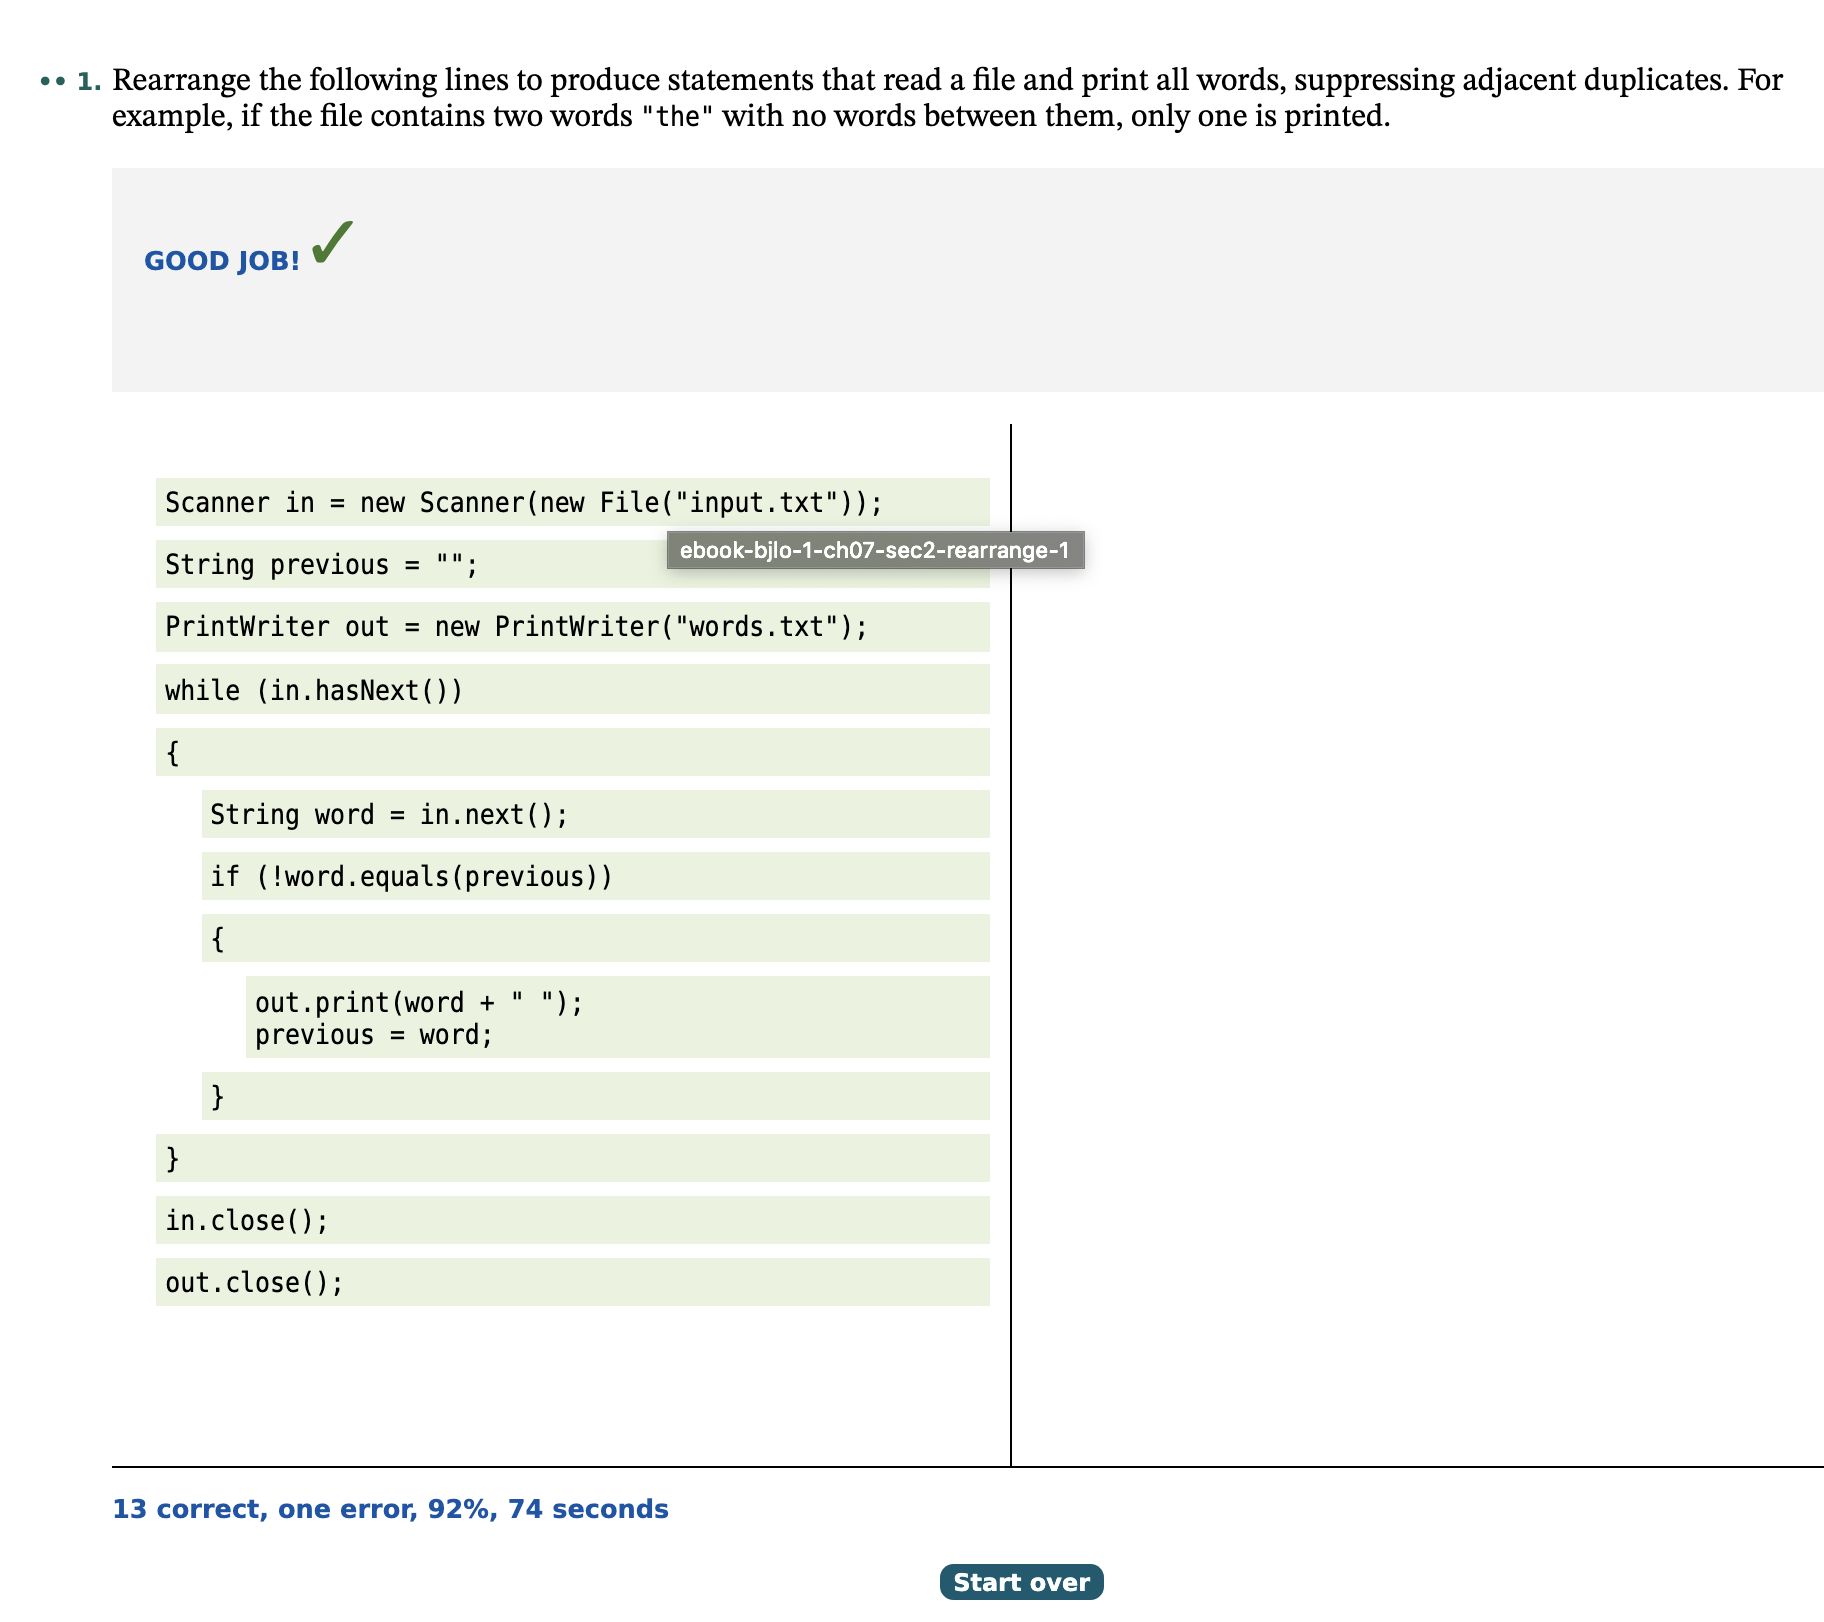 •• 1. Rearrange the following lines to produce statements that read a file and print all words, suppressing adjacent duplicates. For
example, if the file contains two words "the" with no words between them, only one is printed.
GOOD JOB! ✓
Scanner in = new Scanner(new File("input.txt"));
ebook-bjlo-1-ch07-sec2-rearrange-1
String previous = "";
PrintWriter out = new PrintWriter("words.txt");
while (in.hasNext())
{
String word = in.next();
if (!word.equals(previous))
{
out.print(word + " ");
previous = word;
}
}
in.close();
out.close();
13 correct, one error, 92%, 74 seconds
Start over